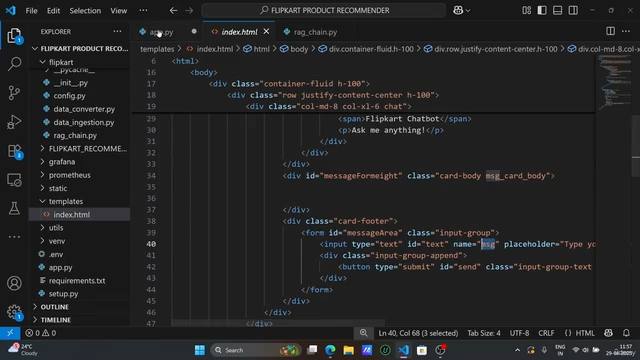 FLIPKART PRODUCT RECOMMENDER
EXPLORER
app.py
index.html
rag_chain.py
templates > index.html > html > body > div.container-fluid.h-100 > div.row.justify-content-center.h-100 > div.col-md-8 col-xl-6
FLIPKART PRODUCT RE...
flipkart
__pycache__
__init__.py
config.py
data_converter.py
data_ingestion.py
rag_chain.py
FLIPKART_RECOMME...
grafana
prometheus
static
templates
index.html
utils
venv
.env
app.py
requirements.txt
setup.py
OUTLINE
TIMELINE
6 <html>
16 <body>
17 <div class="container-fluid h-100">
18 <div class="row justify-content-center h-100">
19 <div class="col-md-8 col-xl-6 chat">
29 <span>Flipkart Chatbot</span>
30 <p>Ask me anything!</p>
31 </div>
32 </div>
33 </div>
34 <div id="messageFormeight" class="card-body msg_card_body">
35
36
37 </div>
38 <div class="card-footer">
39 <form id="messageArea" class="input-group">
40 <input type="text" id="text" name="msg" placeholder="Type yo
41 <div class="input-group-append">
42 <button type="submit" id="send" class="input-group-text
43 </div>
44 </form>
45 </div>
46 </div>
47 </div>
0 0
Ln 40, Col 68 (3 selected)
Tab Size: 4
UTF-8
CRLF
HTML
24°C
Cloudy
Search
ENG
IN
11:57